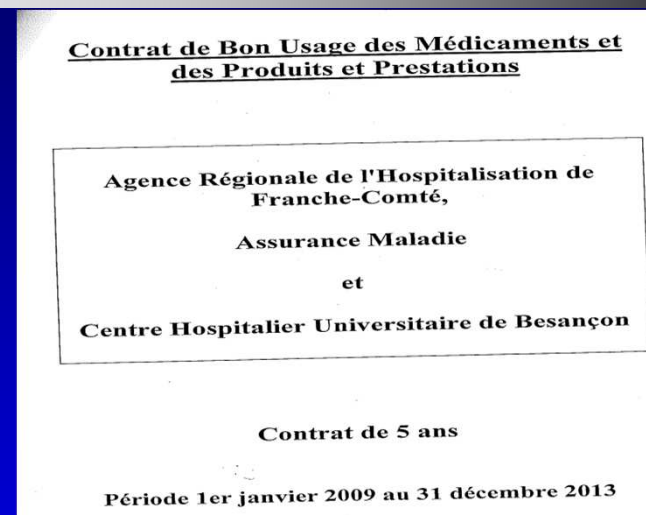 Contrat de Bon Usage des Médicaments et
des Produits et Prestations
Agence Régionale de l'Hospitalisation de
Franche-Comté,
Assurance Maladie
et
Centre Hospitalier Universitaire de Besançon
Contrat de 5 ans
Période 1er janvier 2009 au 31 décembre 2013